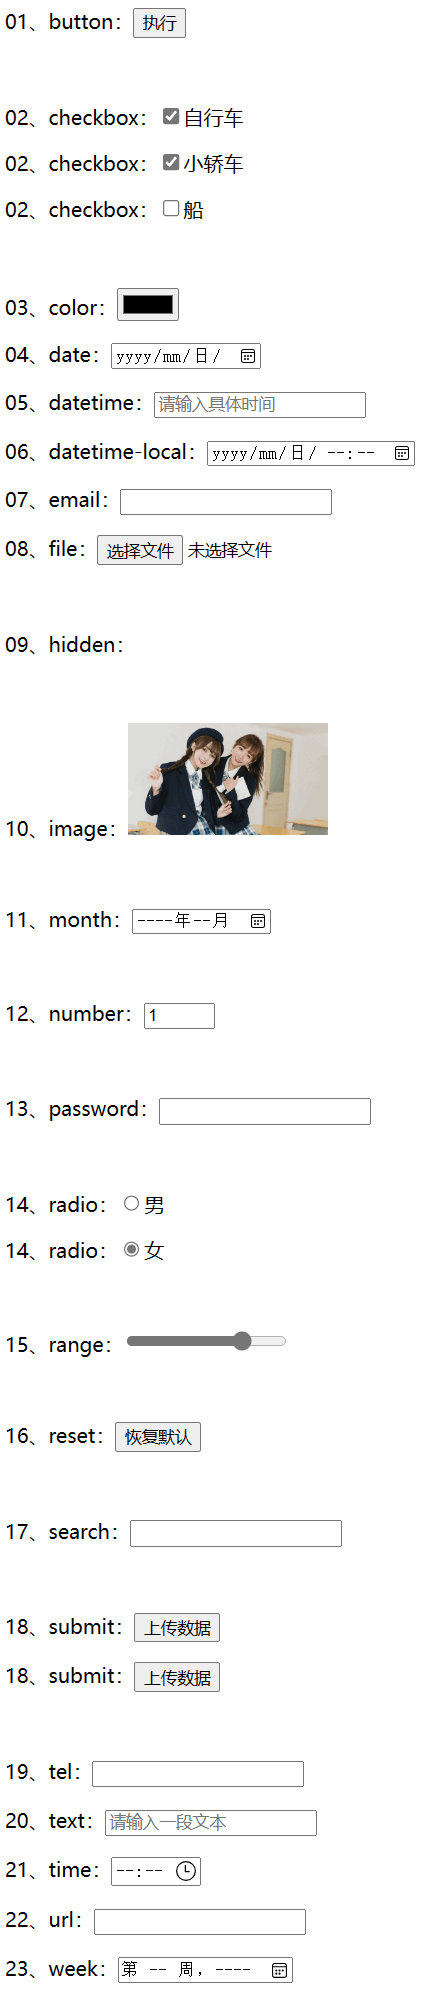 01、button：执行
02、checkbox：自行车
02、checkbox：小轿车
02、checkbox：船
03、color：
04、date：yyyy/mm/日/
05、datetime：请输入具体时间
06、datetime-local：yyyy/mm/日/ --:--
07、email：
08、file：选择文件 未选择文件
09、hidden：
10、image：
11、month：----年--月
12、number：1
13、password：
14、radio：男
14、radio：女
15、range：
16、reset：恢复默认
17、search：
18、submit：上传数据
18、submit：上传数据
19、tel：
20、text：请输入一段文本
21、time：--:--
22、url：
23、week：第 -- 周，----